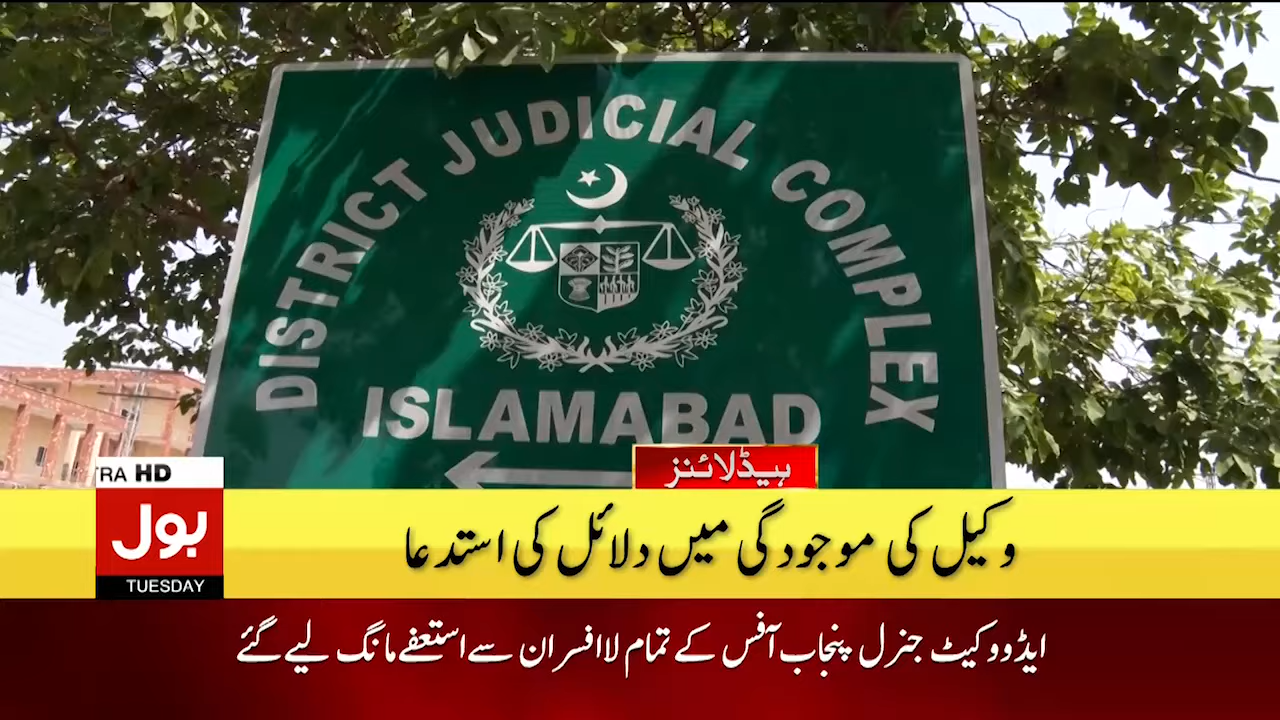 DISTRICT JUDICIAL COMPLEX
ISLAMABAD
ہیڈلائنز
TRA HD
بول
TUESDAY
وکیل کی موجودگی میں دلائل کی استدعا
ایڈووکیٹ جنرل پنجاب آفس کے تمام لاافسران سے استعفے مانگ لیے گئے